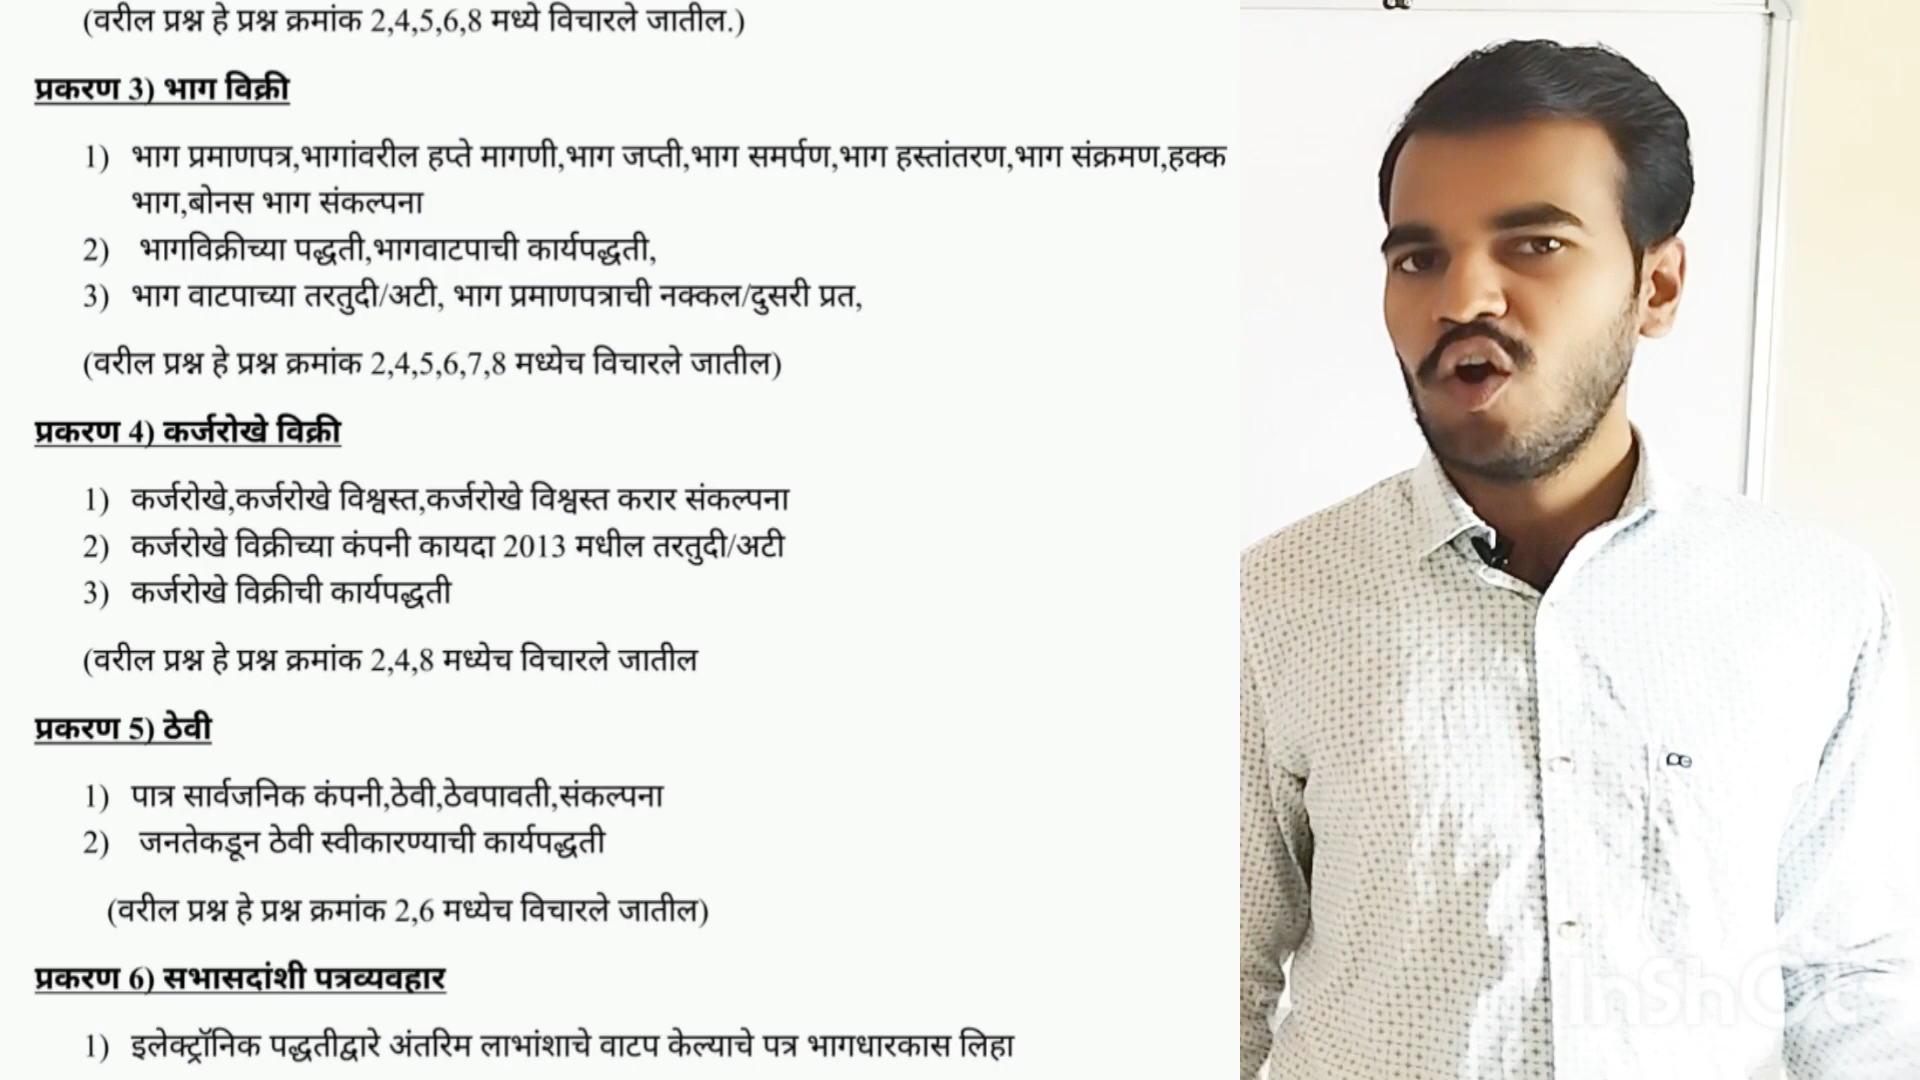 (वरील प्रश्न हे प्रश्न क्रमांक 2,4,5,6,8 मध्ये विचारले जातील.)
प्रकरण 3) भाग विक्री
1) भाग प्रमाणपत्र,भागांवरील हप्ते मागणी,भाग जप्ती,भाग समर्पण,भाग हस्तांतरण,भाग संक्रमण,हक्क
भाग,बोनस भाग संकल्पना
2) भागविक्रीच्या पद्धती,भागवाटपाची कार्यपद्धती,
3) भाग वाटपाच्या तरतुदी/अटी, भाग प्रमाणपत्राची नक्कल/दुसरी प्रत,
(वरील प्रश्न हे प्रश्न क्रमांक 2,4,5,6,7,8 मध्येच विचारले जातील)
प्रकरण 4) कर्जरोखे विक्री
1) कर्जरोखे,कर्जरोखे विश्वस्त,कर्जरोखे विश्वस्त करार संकल्पना
2) कर्जरोखे विक्रीच्या कंपनी कायदा 2013 मधील तरतुदी/अटी
3) कर्जरोखे विक्रीची कार्यपद्धती
(वरील प्रश्न हे प्रश्न क्रमांक 2,4,8 मध्येच विचारले जातील
प्रकरण 5) ठेवी
1) पात्र सार्वजनिक कंपनी,ठेवी,ठेवपावती,संकल्पना
2) जनतेकडून ठेवी स्वीकारण्याची कार्यपद्धती
(वरील प्रश्न हे प्रश्न क्रमांक 2,6 मध्येच विचारले जातील)
प्रकरण 6) सभासदांशी पत्रव्यवहार
1) इलेक्ट्रॉनिक पद्धतीद्वारे अंतरिम लाभांशाचे वाटप केल्याचे पत्र भागधारकास लिहा
InShOt